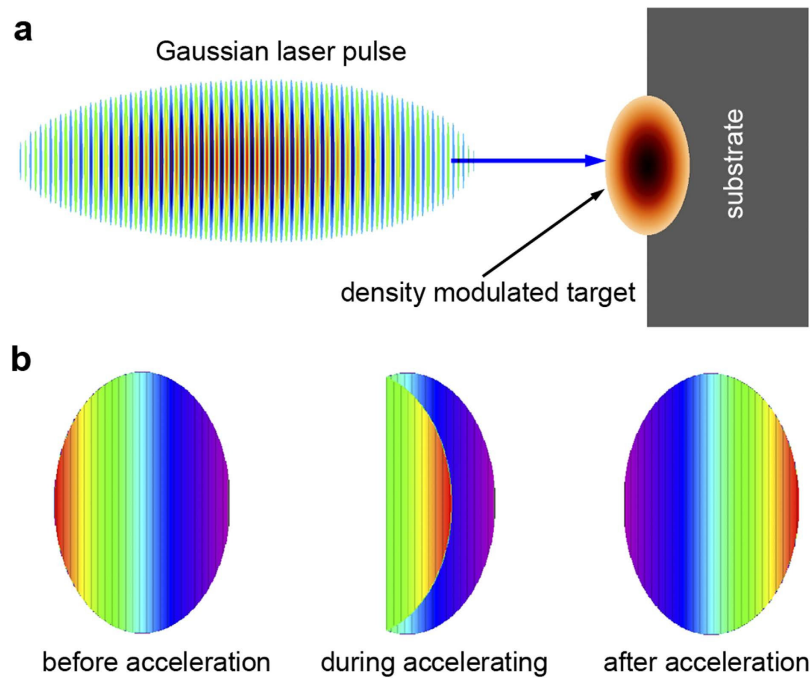 a
Gaussian laser pulse
substrate
density modulated target
b
before acceleration
during accelerating
after acceleration